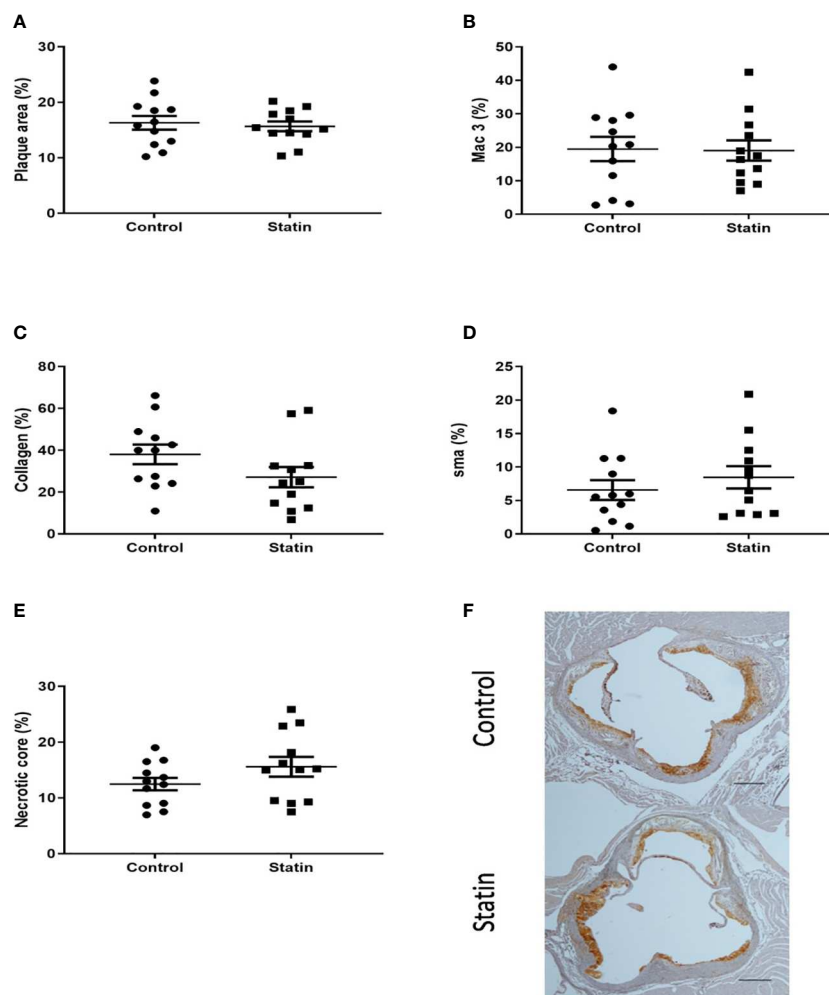 A
Plaque area (%)
30
20
10
0
Control
Statin
B
Mac 3 (%)
50
40
30
20
10
0
Control
Statin
C
Collagen (%)
80
60
40
20
0
Control
Statin
D
sma (%)
25
20
15
10
5
0
Control
Statin
E
Necrotic core (%)
30
20
10
0
Control
Statin
F
Control
Statin